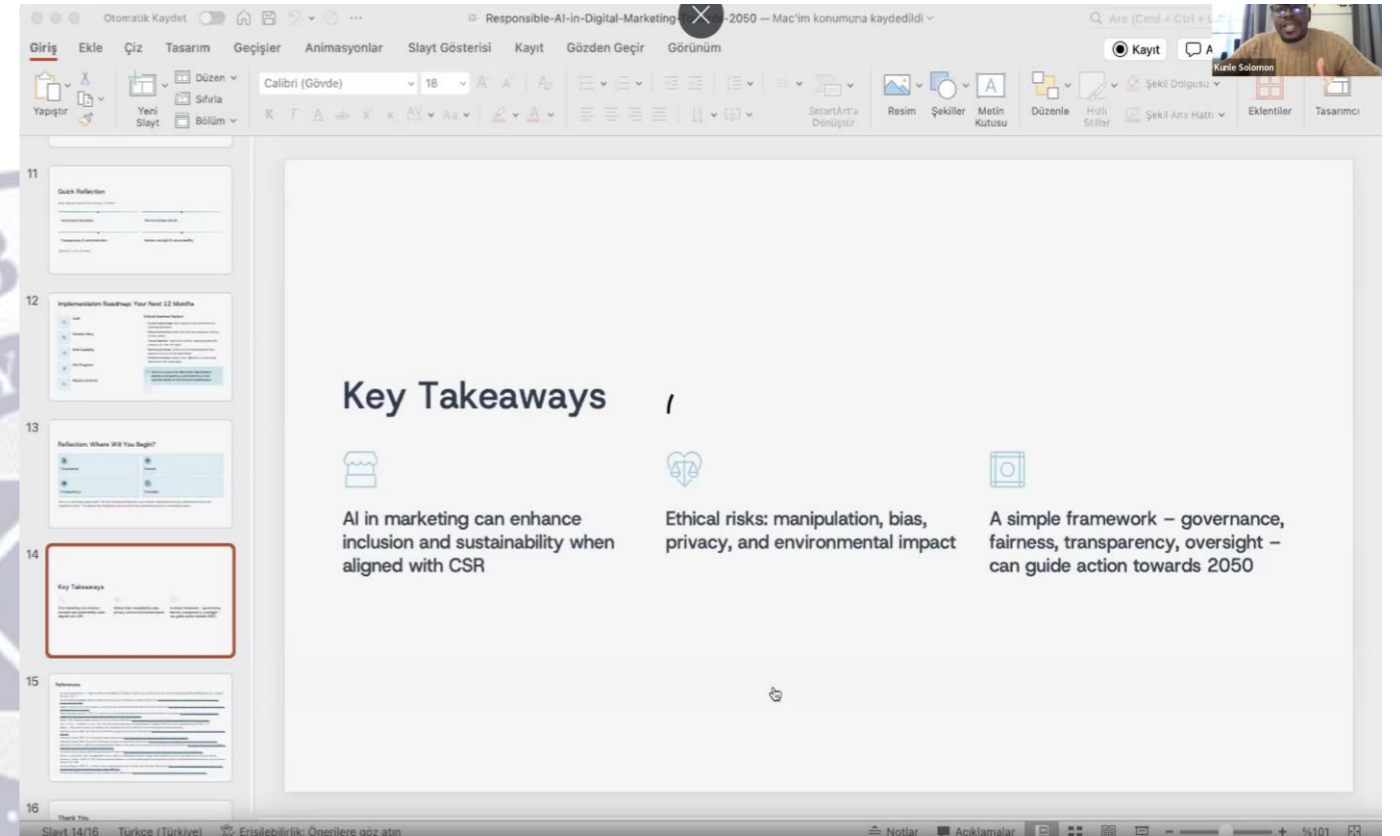 Otomatik Kaydet
Responsible-AI-in-Digital-Marketing-
-2050 — Mac'im konumuna kaydedildi
Ara (Cmd + Ctrl +
Giriş Ekle Çiz Tasarım Geçişler Animasyonlar Slayt Gösterisi Kayıt Gözden Geçir Görünüm
Kayıt
Kunle Solomon
Yapıştır
Yeni Slayt
Düzen
Sıfırla
Bölüm
Calibri (Gövde) 18
SmartArt'a Dönüştür
Resim Şekiller Metin Kutusu
Düzenle Hızlı Stiller
Şekil Dolgusu
Şekil Ana Hattı
Eklentiler Tasarımcı
11
Quick Reflection
12
Implementation Roadmap: Your Next 12 Months
13
Reflection: Where Will You Begin?
14
Key Takeaways
15
References
16
Thank You
Key Takeaways
AI in marketing can enhance
inclusion and sustainability when
aligned with CSR
Ethical risks: manipulation, bias,
privacy, and environmental impact
A simple framework – governance,
fairness, transparency, oversight –
can guide action towards 2050
Slayt 14/16 Türkçe (Türkiye) Erişilebilirlik: Önerilere göz atın Notlar Açıklamalar %101